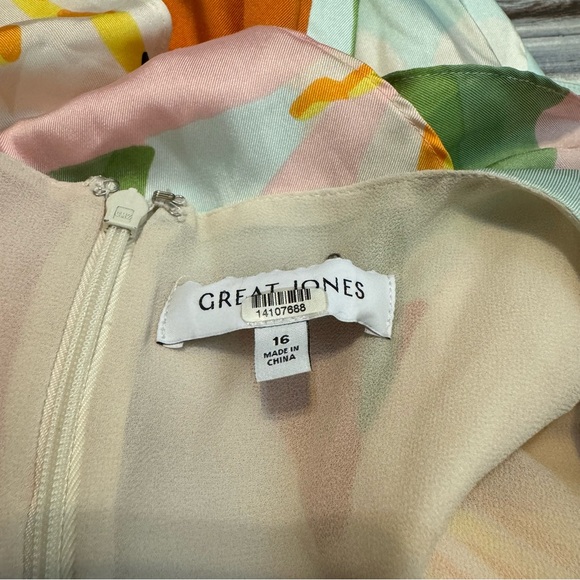 GREAT JONES
14107688
16
MADE IN
CHINA